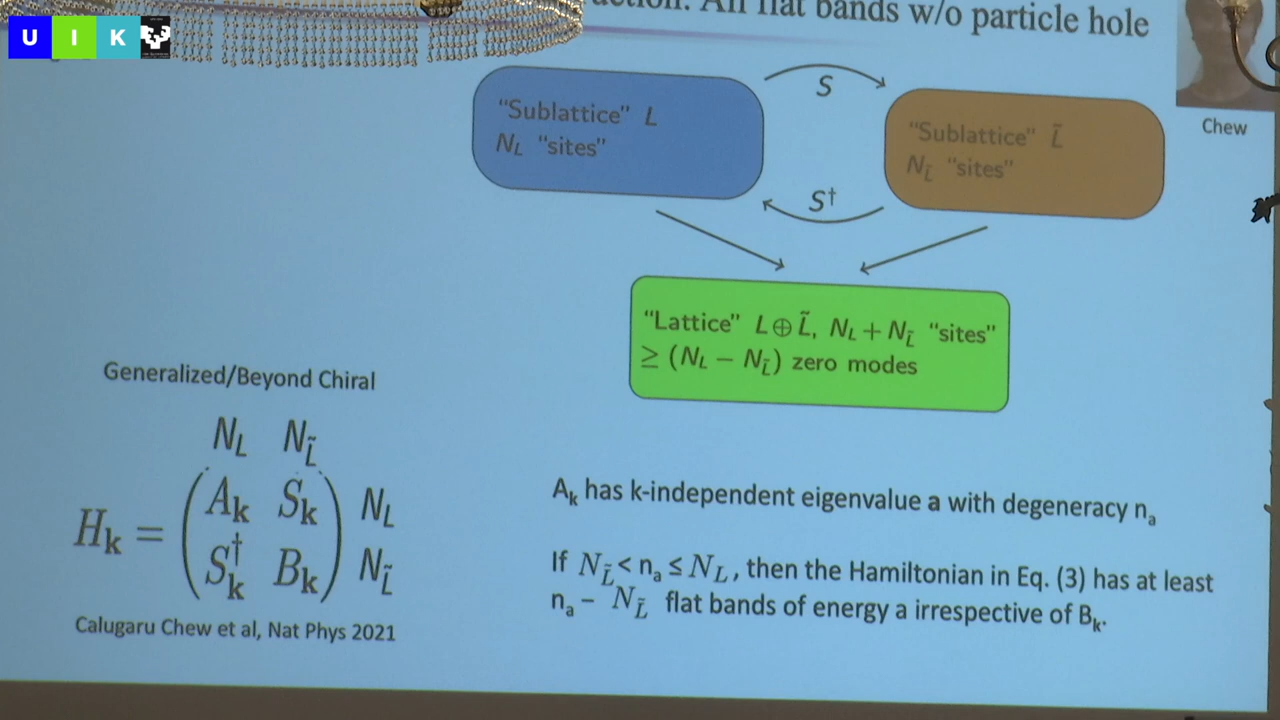 UIK
All flat bands w/o particle hole
"Sublattice" L
N_L "sites"
S
"Sublattice" L̃
N_L̃ "sites"
Chew
S†
"Lattice" L⊕L̃, N_L + N_L̃ "sites"
≥ (N_L − N_L̃) zero modes
Generalized/Beyond Chiral
N_L N_L̃
A_k S_k N_L
H_k =
S†_k B_k N_L̃
Calugaru Chew et al, Nat Phys 2021
A_k has k-independent eigenvalue a with degeneracy n_a
If N_L̃ < n_a ≤ N_L, then the Hamiltonian in Eq. (3) has at least
n_a − N_L̃ flat bands of energy a irrespective of B_k.